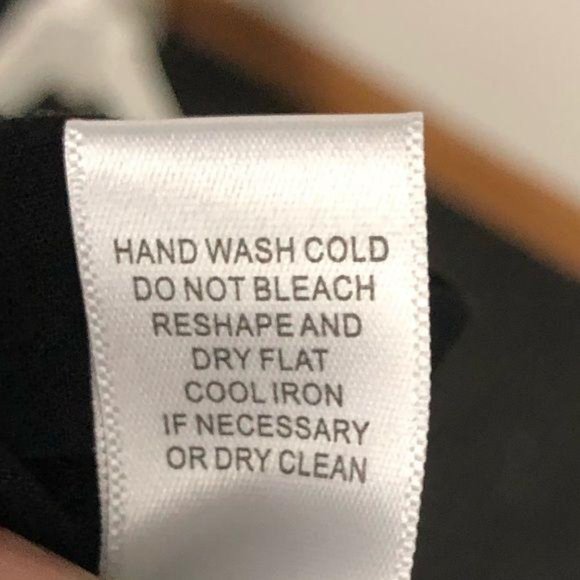 HAND WASH COLD
DO NOT BLEACH
RESHAPE AND
DRY FLAT
COOL IRON
IF NECESSARY
OR DRY CLEAN